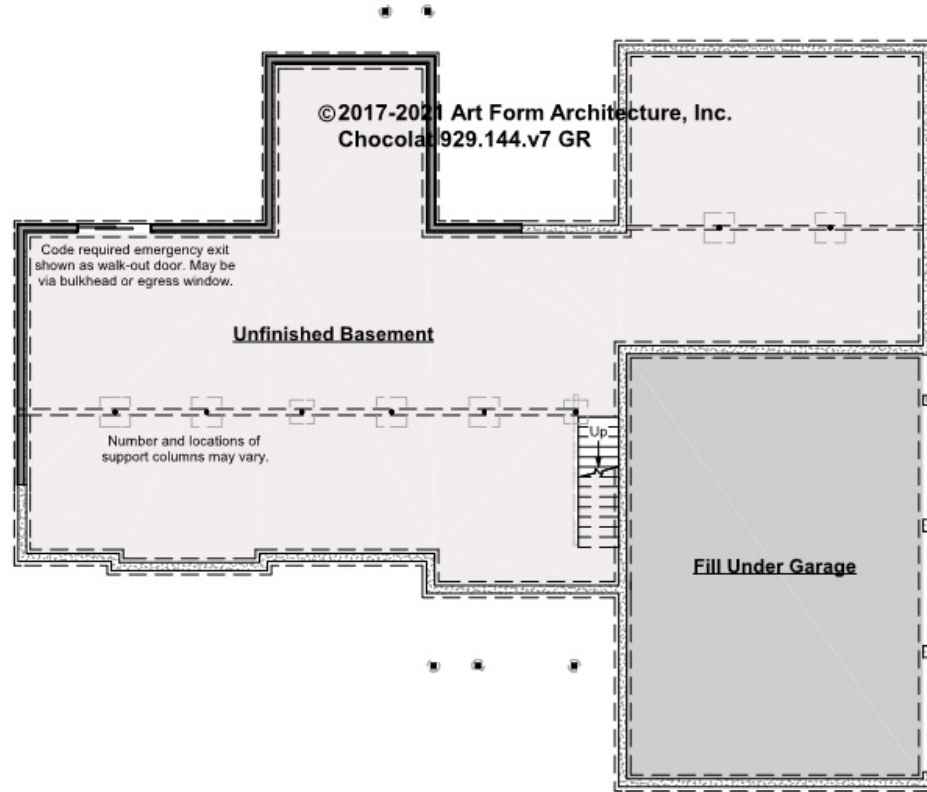 ©2017-2021 Art Form Architecture, Inc.
Chocolat 929.144.v7 GR
Code required emergency exit
shown as walk-out door. May be
via bulkhead or egress window.
Unfinished Basement
Number and locations of
support columns may vary.
Up
Fill Under Garage